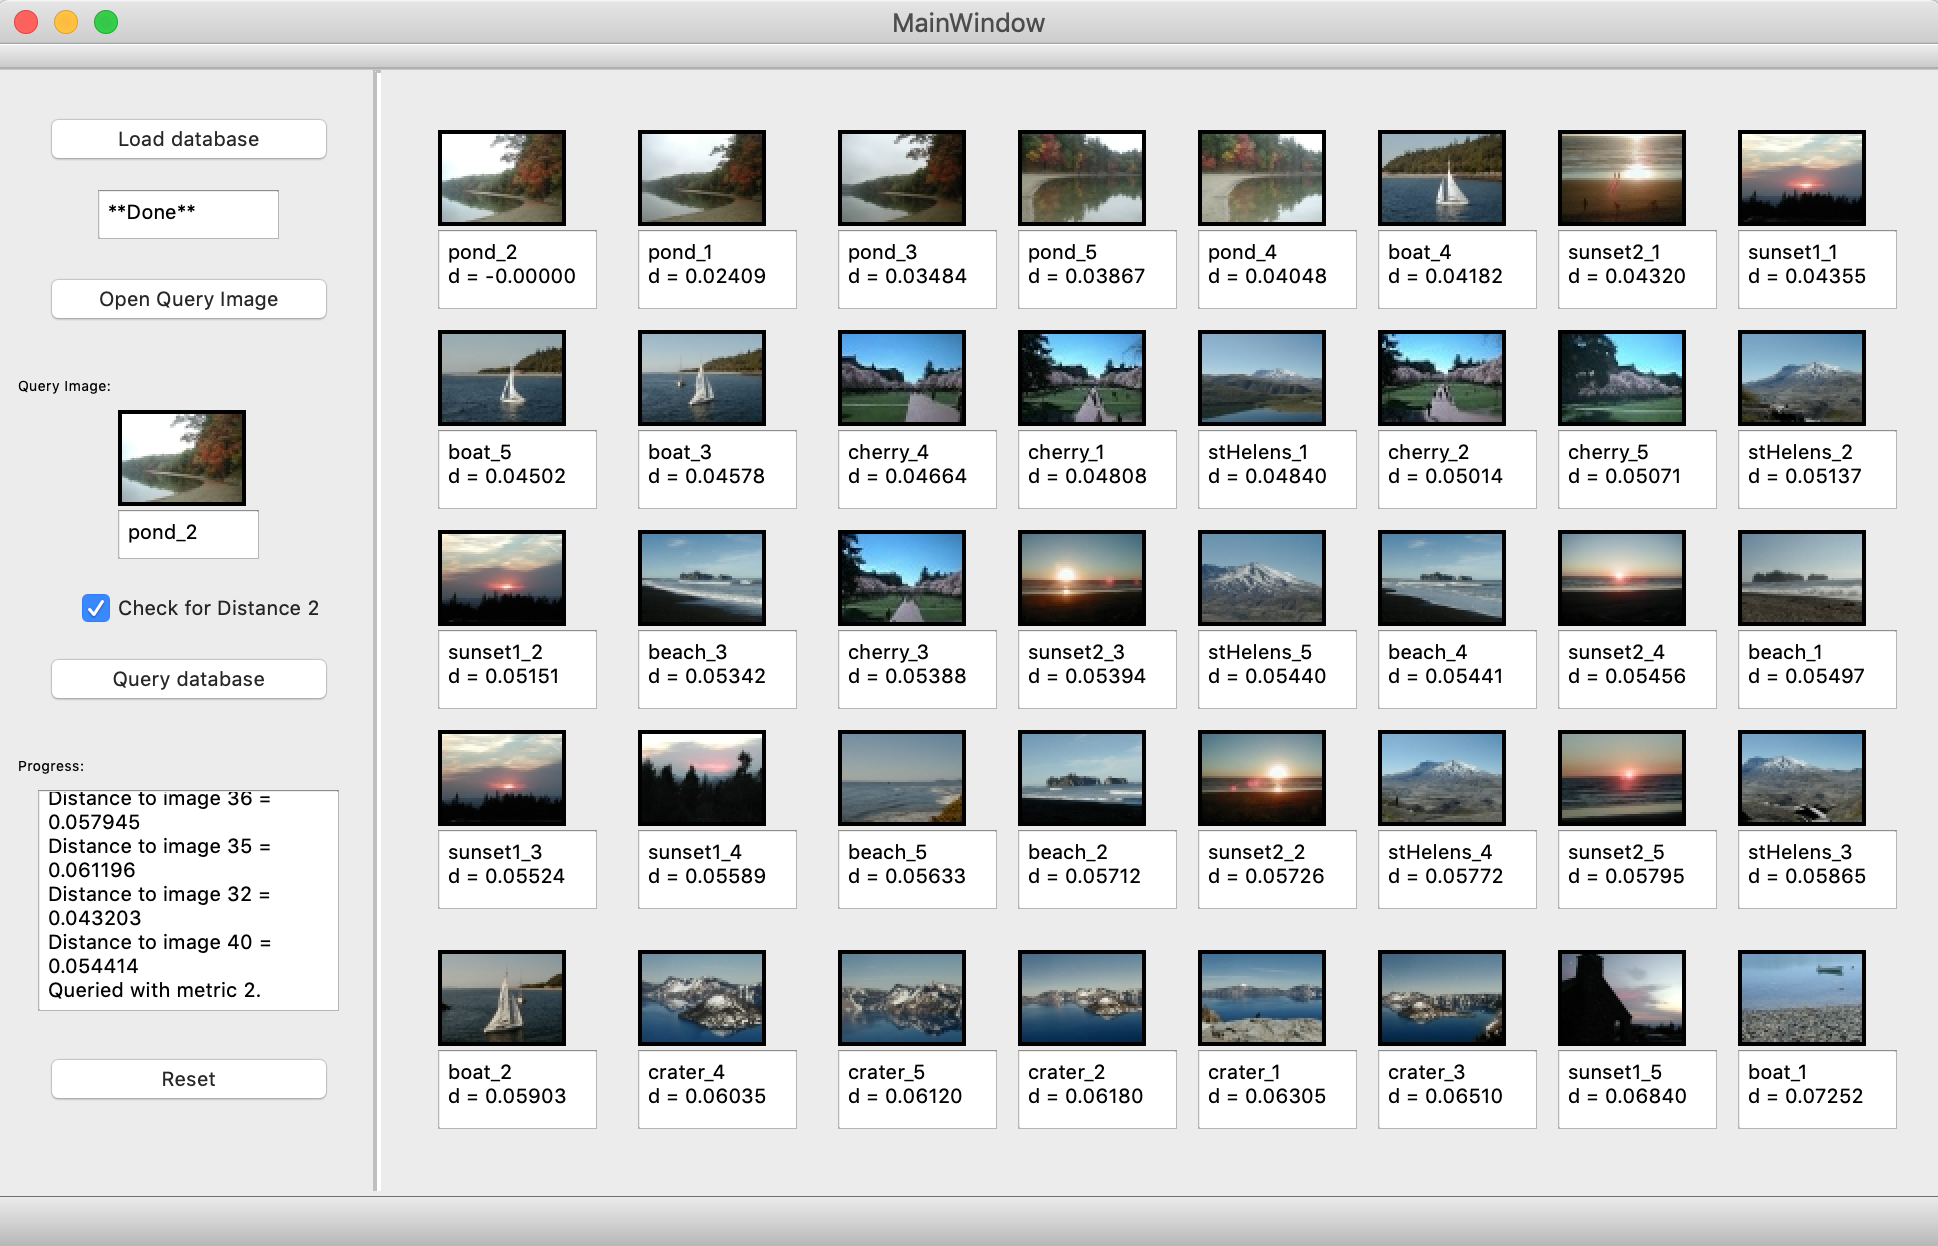 MainWindow
Load database
**Done**
Open Query Image
Query Image:
pond_2
Check for Distance 2
Query database
Progress:
Distance to image 36 =
0.057945
Distance to image 35 =
0.061196
Distance to image 32 =
0.043203
Distance to image 40 =
0.054414
Queried with metric 2.
Reset
pond_2
d = -0.00000
pond_1
d = 0.02409
pond_3
d = 0.03484
pond_5
d = 0.03867
pond_4
d = 0.04048
boat_4
d = 0.04182
sunset2_1
d = 0.04320
sunset1_1
d = 0.04355
boat_5
d = 0.04502
boat_3
d = 0.04578
cherry_4
d = 0.04664
cherry_1
d = 0.04808
stHelens_1
d = 0.04840
cherry_2
d = 0.05014
cherry_5
d = 0.05071
stHelens_2
d = 0.05137
sunset1_2
d = 0.05151
beach_3
d = 0.05342
cherry_3
d = 0.05388
sunset2_3
d = 0.05394
stHelens_5
d = 0.05440
beach_4
d = 0.05441
sunset2_4
d = 0.05456
beach_1
d = 0.05497
sunset1_3
d = 0.05524
sunset1_4
d = 0.05589
beach_5
d = 0.05633
beach_2
d = 0.05712
sunset2_2
d = 0.05726
stHelens_4
d = 0.05772
sunset2_5
d = 0.05795
stHelens_3
d = 0.05865
boat_2
d = 0.05903
crater_4
d = 0.06035
crater_5
d = 0.06120
crater_2
d = 0.06180
crater_1
d = 0.06305
crater_3
d = 0.06510
sunset1_5
d = 0.06840
boat_1
d = 0.07252